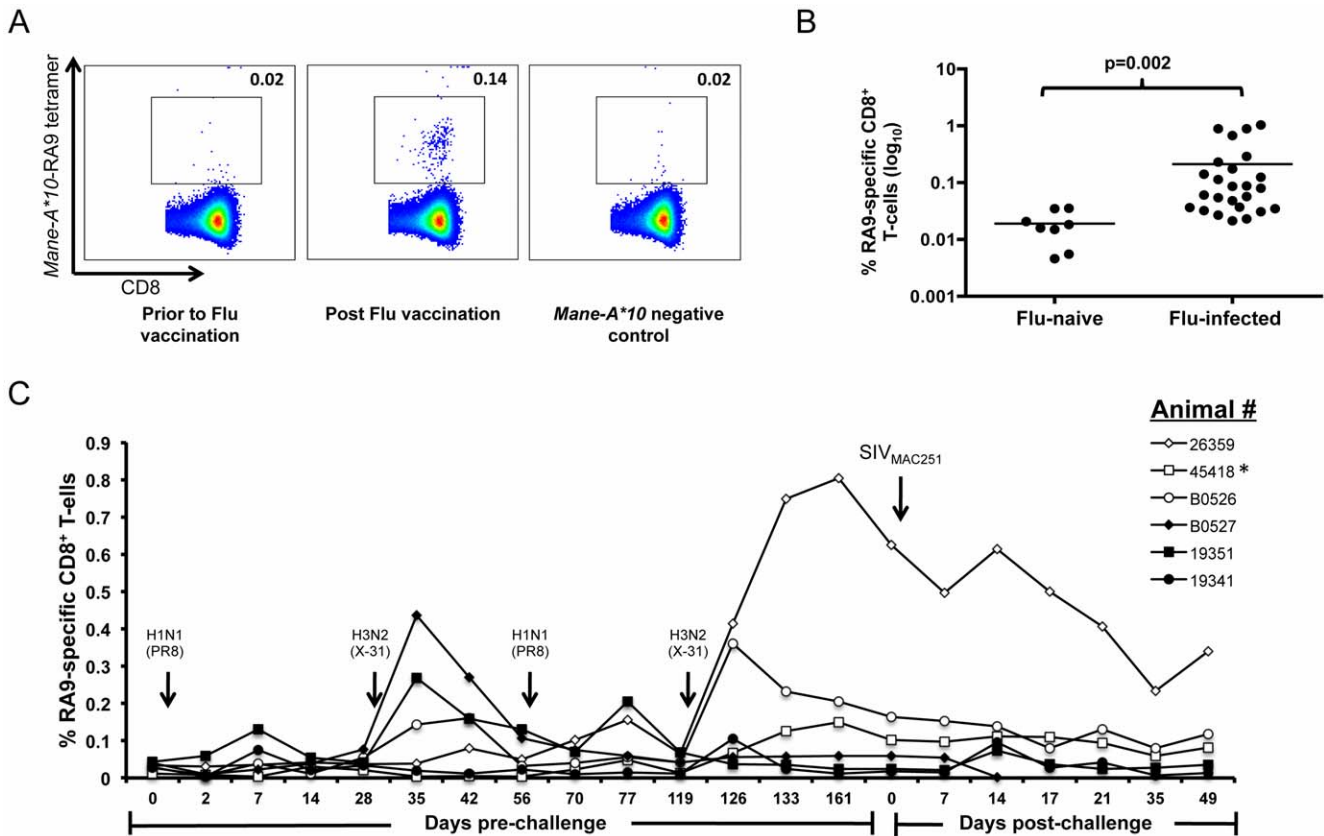 A
Mane-A*10-RA9 tetramer
0.02
0.14
0.02
CD8
Prior to Flu
vaccination
Post Flu vaccination
Mane-A*10 negative
control
B
% RA9-specific CD8+
T-cells (log10)
p=0.002
10
1
0.1
0.01
0.001
Flu-naive
Flu-infected
C
% RA9-specific CD8+ T-ells
0.9
0.8
0.7
0.6
0.5
0.4
0.3
0.2
0.1
0
H1N1
(PR8)
H3N2
(X-31)
H1N1
(PR8)
H3N2
(X-31)
SIVMAC251
Animal #
26359
45418 *
B0526
B0527
19351
19341
0 2 7 14 28 35 42 56 70 77 119 126 133 161 0 7 14 17 21 35 49
Days pre-challenge
Days post-challenge